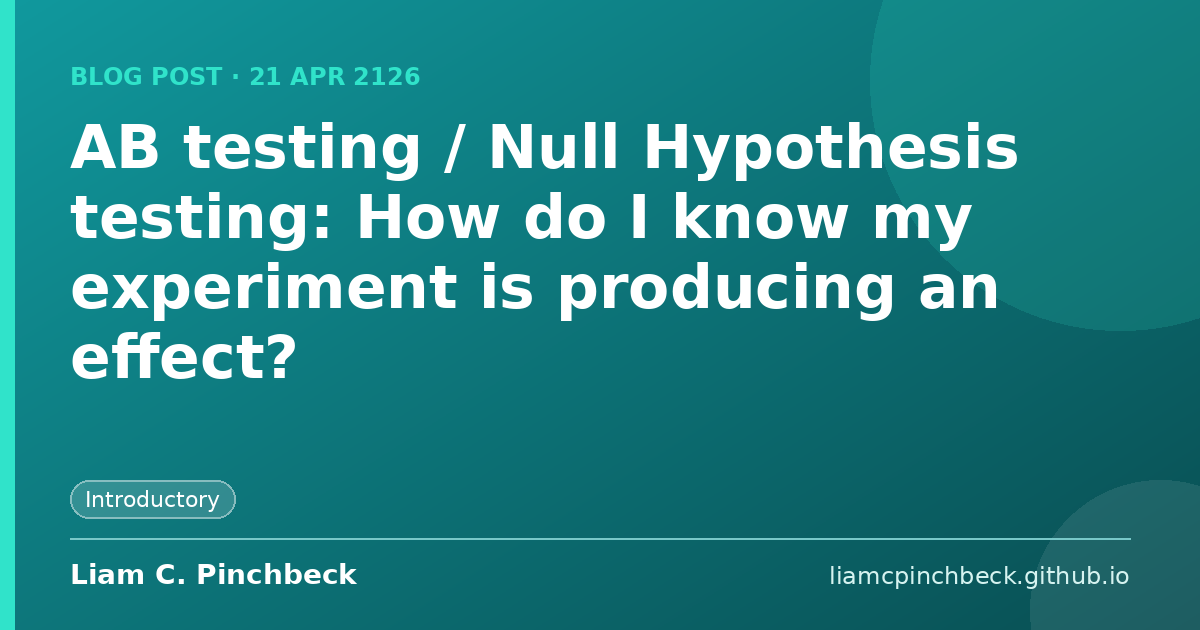 BLOG POST · 21 APR 2126
AB testing / Null Hypothesis
testing: How do I know my
experiment is producing an
effect?
Introductory
Liam C. Pinchbeck
liamcpinchbeck.github.io